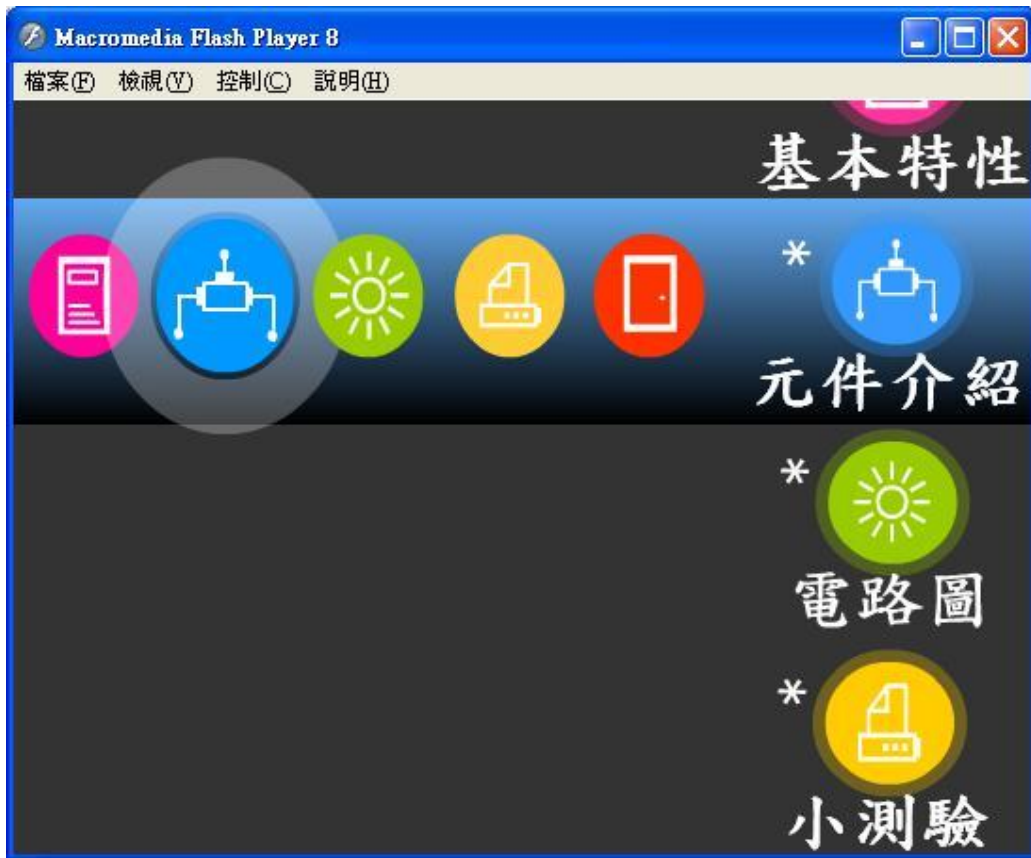 Macromedia Flash Player 8
檔案(F) 檢視(V) 控制(C) 說明(H)
基本特性
*
元件介紹
*
電路圖
*
小測驗